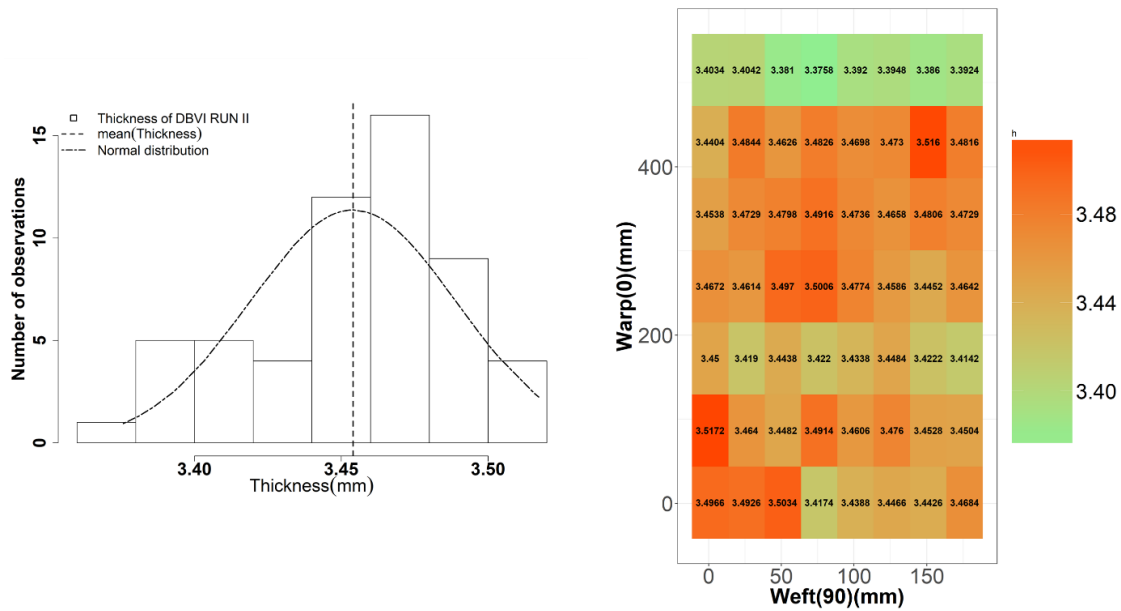 Thickness of DBVI RUN II
mean(Thickness)
Normal distribution
15
10
5
0
Number of observations
3.40 3.45 3.50
Thickness(mm)
3.4034 3.4042 3.381 3.3758 3.392 3.3948 3.386 3.3924
3.4404 3.4844 3.4626 3.4826 3.4698 3.473 3.516 3.4816
3.4538 3.4729 3.4798 3.4916 3.4736 3.4658 3.4806 3.4729
3.4672 3.4614 3.497 3.5006 3.4774 3.4586 3.4452 3.4642
3.45 3.419 3.4438 3.422 3.4338 3.4484 3.4222 3.4142
3.5172 3.464 3.4482 3.4914 3.4606 3.476 3.4528 3.4504
3.4966 3.4926 3.5034 3.4174 3.4388 3.4466 3.4426 3.4684
400
200
0
Warp(0)(mm)
0 50 100 150
Weft(90)(mm)
h
3.48
3.44
3.40